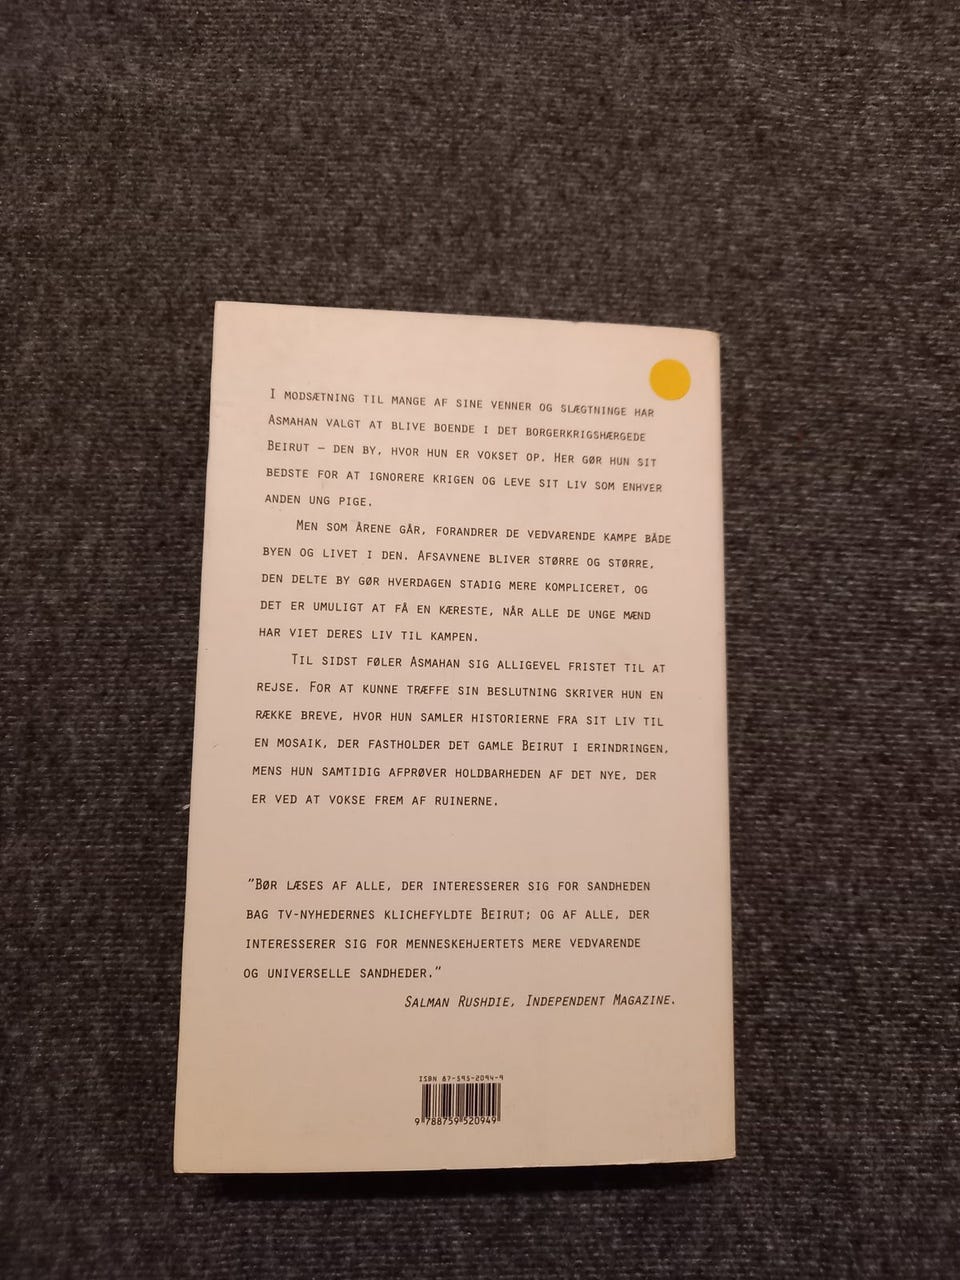 I MODSÆTNING TIL MANGE AF SINE VENNER OG SLÆGTNINGE HAR
ASMAHAN VALGT AT BLIVE BOENDE I DET BORGERKRIGSHÆRGEDE
BEIRUT – DEN BY, HVOR HUN ER VOKSET OP. HER GØR HUN SIT
BEDSTE FOR AT IGNORERE KRIGEN OG LEVE SIT LIV SOM ENHVER
ANDEN UNG PIGE.
MEN SOM ÅRENE GÅR, FORANDRER DE VEDVARENDE KAMPE BÅDE
BYEN OG LIVET I DEN. AFSAVNENE BLIVER STØRRE OG STØRRE,
DEN DELTE BY GØR HVERDAGEN STADIG MERE KOMPLICERET, OG
DET ER UMULIGT AT FÅ EN KÆRESTE, NÅR ALLE DE UNGE MÆND
HAR VIET DERES LIV TIL KAMPEN.
TIL SIDST FØLER ASMAHAN SIG ALLIGEVEL FRISTET TIL AT
REJSE. FOR AT KUNNE TRÆFFE SIN BESLUTNING SKRIVER HUN EN
RÆKKE BREVE, HVOR HUN SAMLER HISTORIERNE FRA SIT LIV TIL
EN MOSAIK, DER FASTHOLDER DET GAMLE BEIRUT I ERINDRINGEN,
MENS HUN SAMTIDIG AFPRØVER HOLDBARHEDEN AF DET NYE, DER
ER VED AT VOKSE FREM AF RUINERNE.
"BØR LÆSES AF ALLE, DER INTERESSERER SIG FOR SANDHEDEN
BAG TV-NYHEDERNES KLICHEFYLDTE BEIRUT; OG AF ALLE, DER
INTERESSERER SIG FOR MENNESKEHJERTETS MERE VEDVARENDE
OG UNIVERSELLE SANDHEDER."
SALMAN RUSHDIE, INDEPENDENT MAGAZINE.
ISBN 87-595-2094-9
9 788759 520949